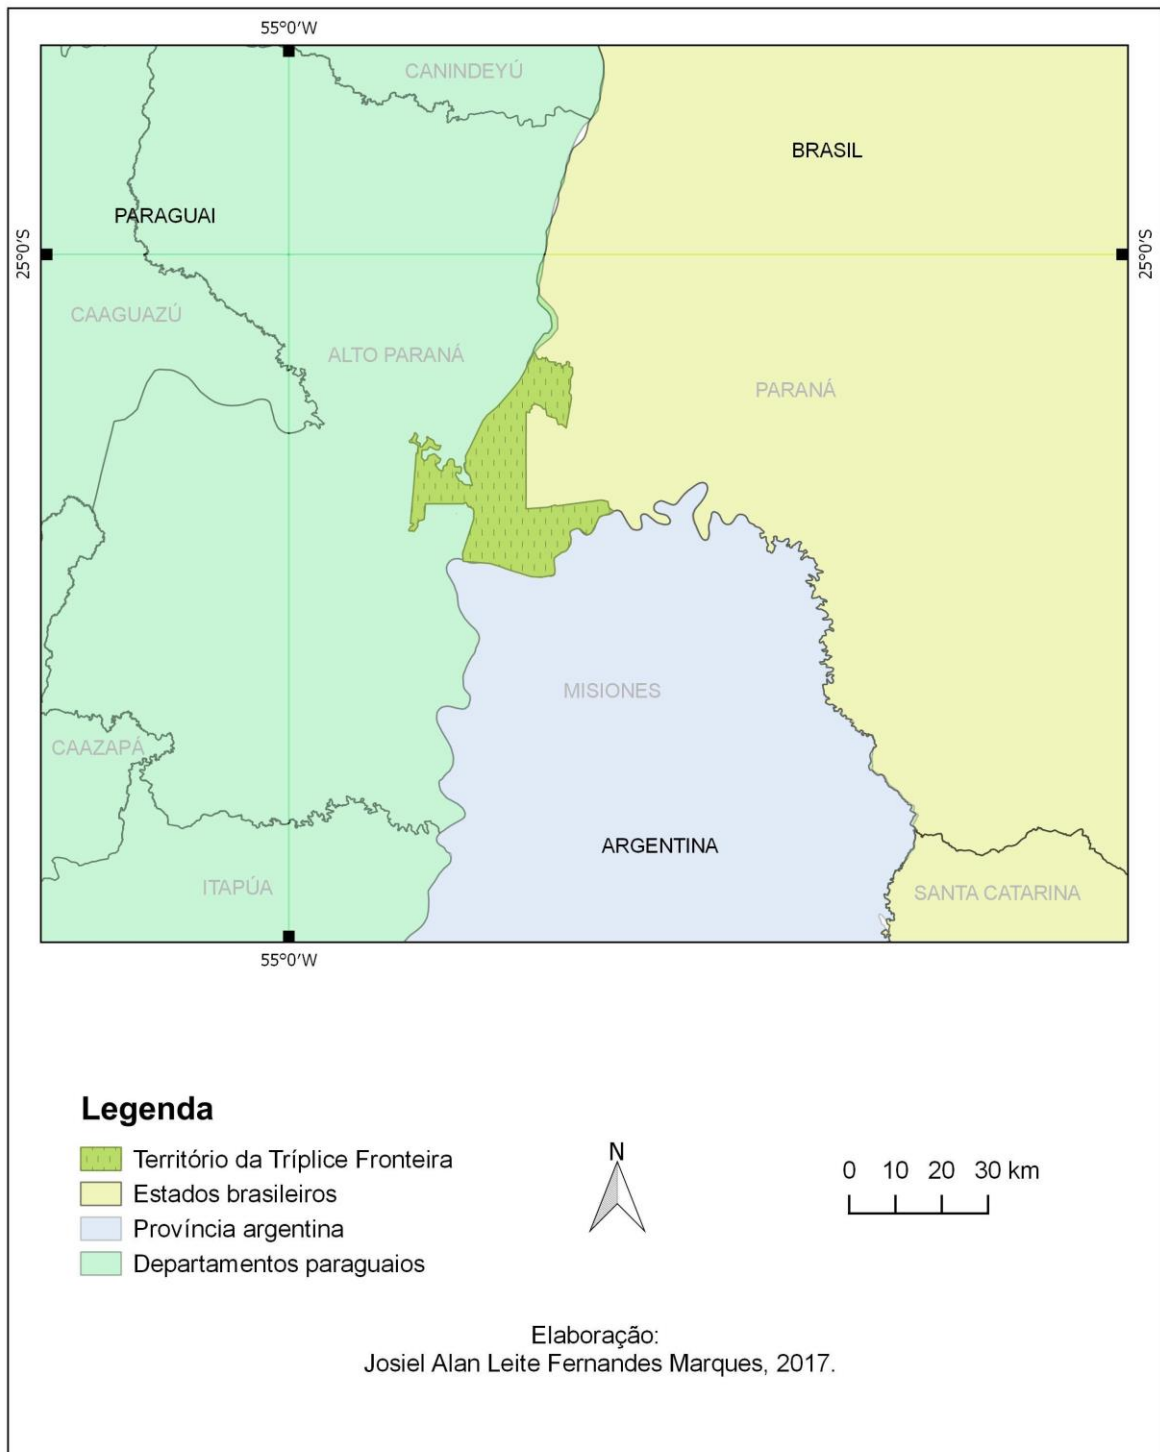 55°0′W
CANINDEYÚ
BRASIL
PARAGUAI
25°0′S
25°0′S
CAAGUAZÚ
ALTO PARANÁ
PARANÁ
MISIONES
CAAZAPÁ
ARGENTINA
ITAPÚA
SANTA CATARINA
55°0′W
Legenda
Território da Tríplice Fronteira
Estados brasileiros
Província argentina
Departamentos paraguaios
N
0 10 20 30 km
Elaboração:
Josiel Alan Leite Fernandes Marques, 2017.